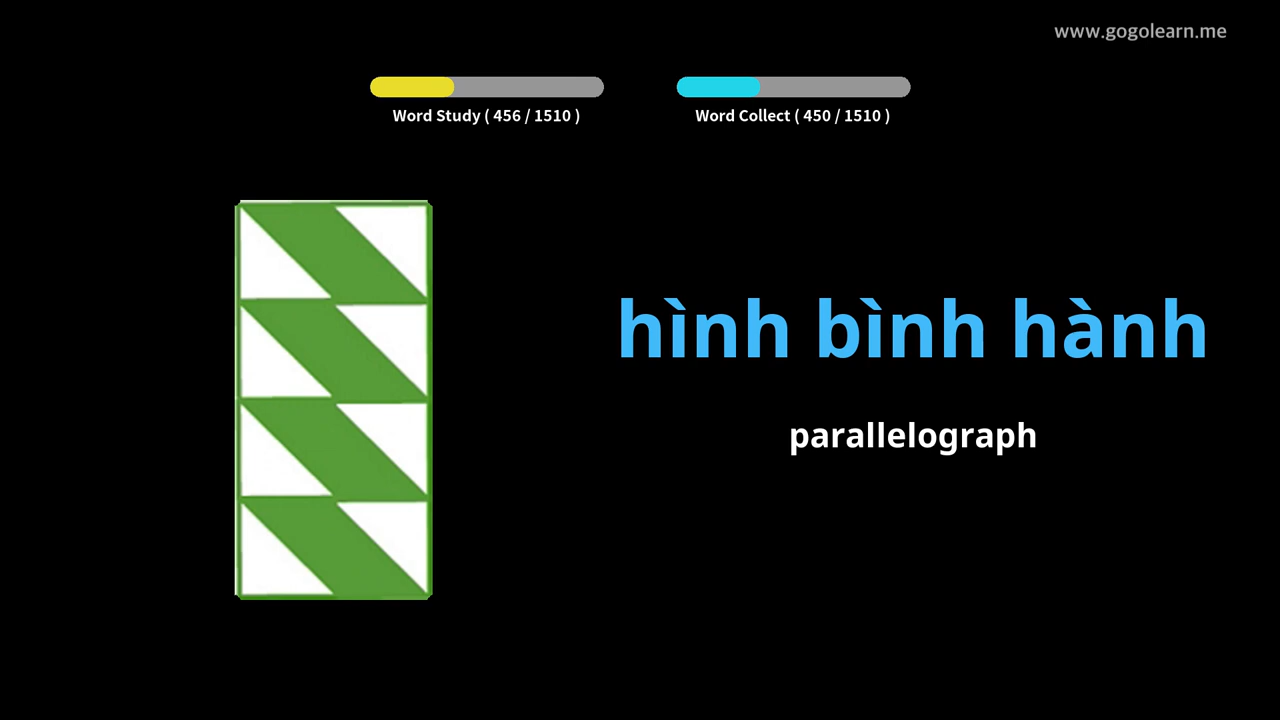 www.gogolearn.me
Word Study ( 456 / 1510 )
Word Collect ( 450 / 1510 )
hình bình hành
parallelograph